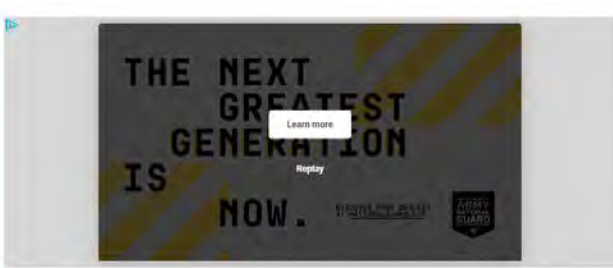 THE NEXT
GREATEST
GENERATION
IS
NOW.
Learn more
Replay
ARMY
NATIONAL
GUARD